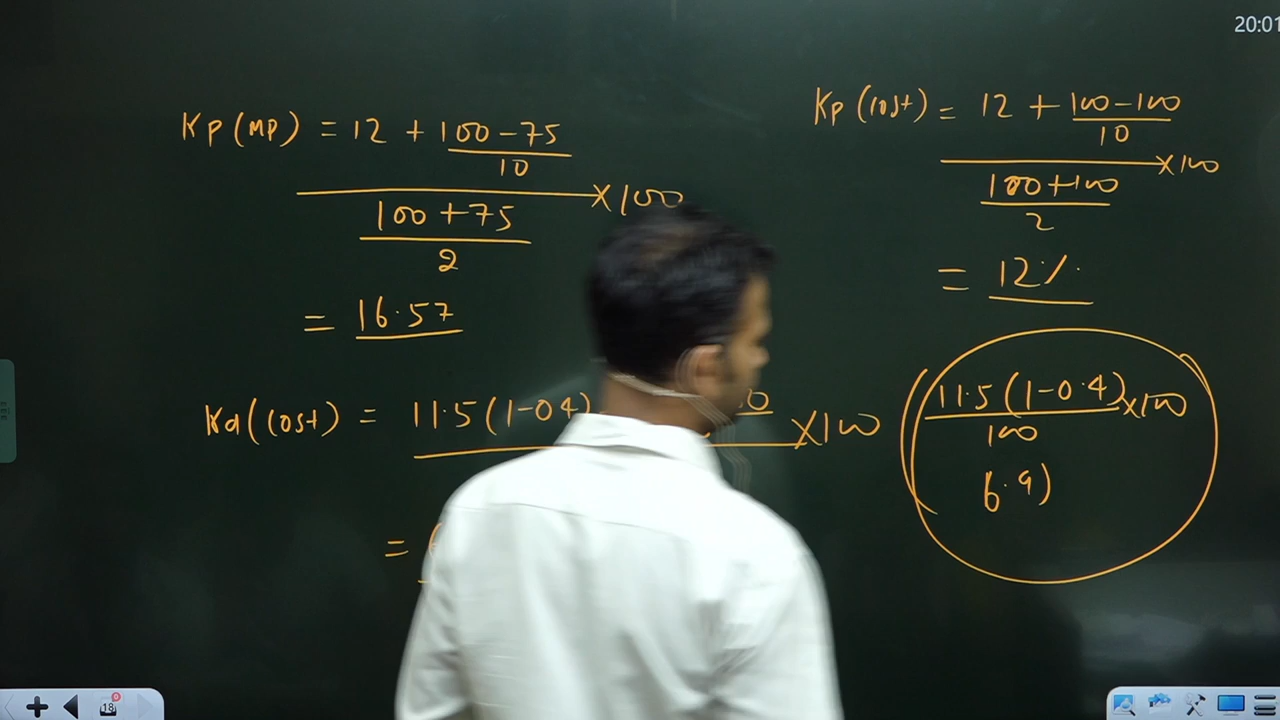 20:01
Kp (MP) = 12 + 100 - 75
10
× 100
100 + 75
2
= 16.57
Kp (cost) = 12 + 100 - 100
10
× 100
100 + 100
2
= 12%
Kd (cost) = 11.5 (1-04)
× 100
=
11.5 (1-0.4) × 100
100
6.9)
18